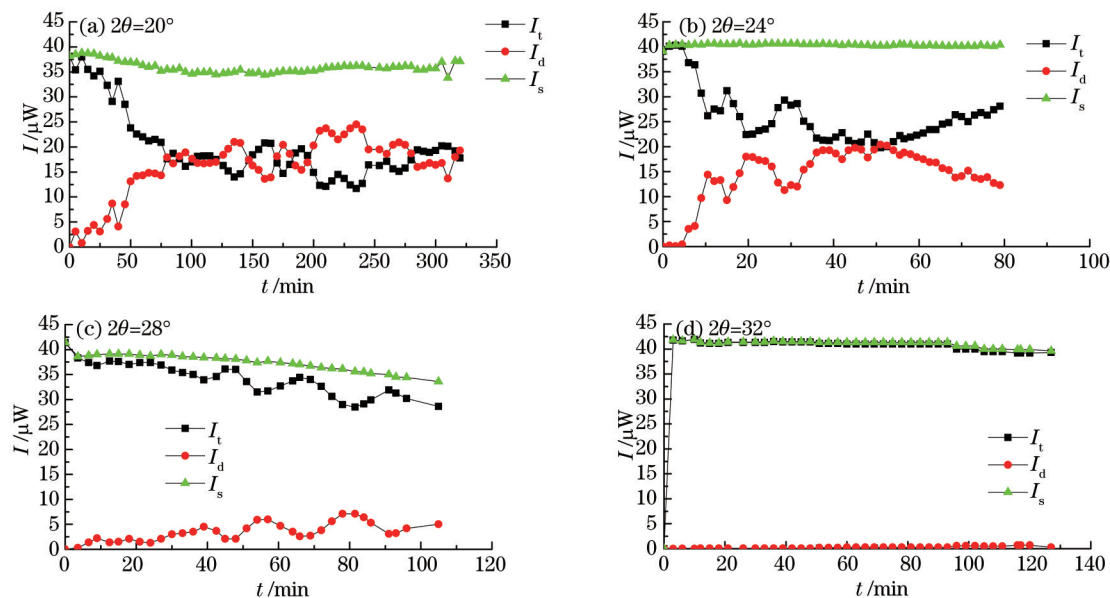 (a) 2θ=20°
I_t
I_d
I_s
I /μW
45
40
35
30
25
20
15
10
5
0
0 50 100 150 200 250 300 350
t /min
(b) 2θ=24°
I_t
I_d
I_s
I /μW
45
40
35
30
25
20
15
10
5
0
0 20 40 60 80 100
t /min
(c) 2θ=28°
I_t
I_d
I_s
I /μW
45
40
35
30
25
20
15
10
5
0
0 20 40 60 80 100 120
t /min
(d) 2θ=32°
I_t
I_d
I_s
I /μW
45
40
35
30
25
20
15
10
5
0
0 20 40 60 80 100 120 140
t /min